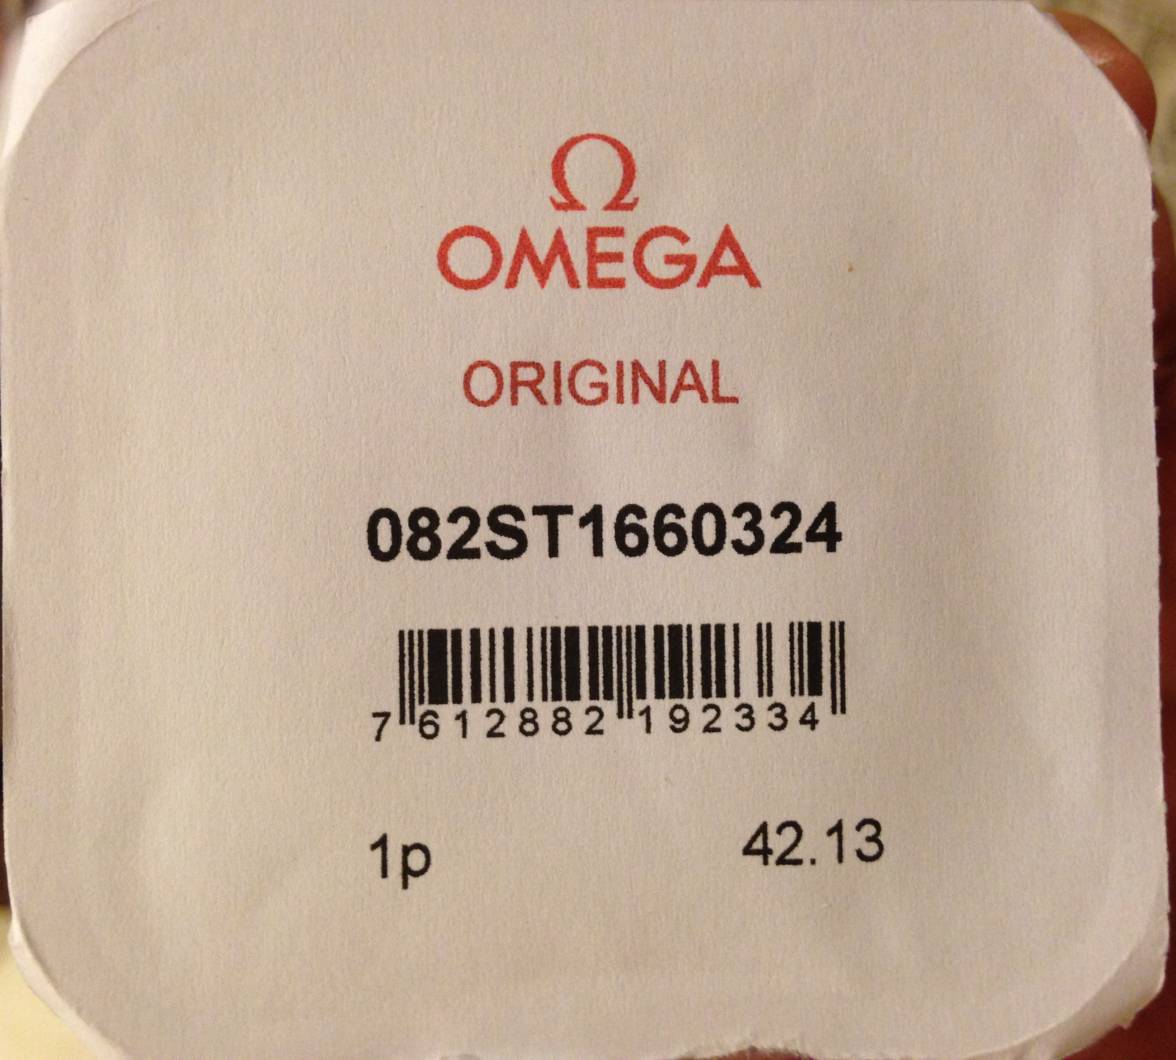 Ω
OMEGA
ORIGINAL
082ST1660324
7 612882 192334
1p 42.13